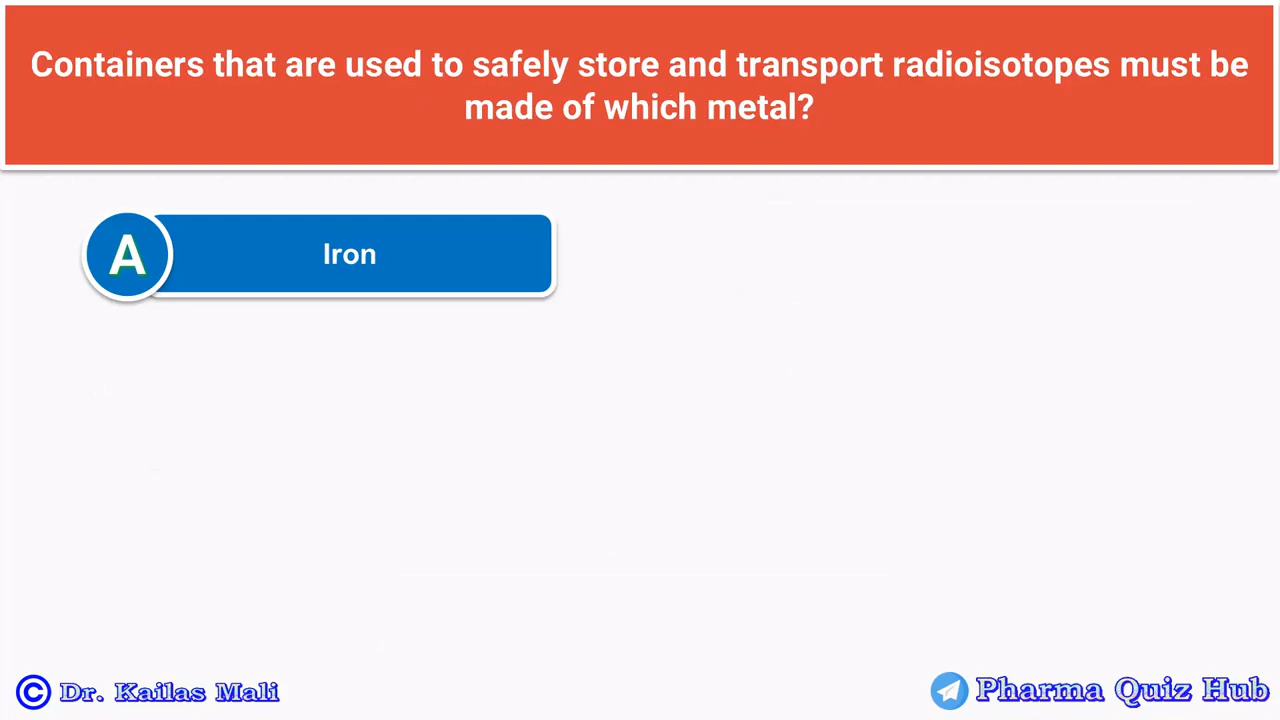 Containers that are used to safely store and transport radioisotopes must be
made of which metal?
A Iron
© Dr. Kailas Mali
Pharma Quiz Hub